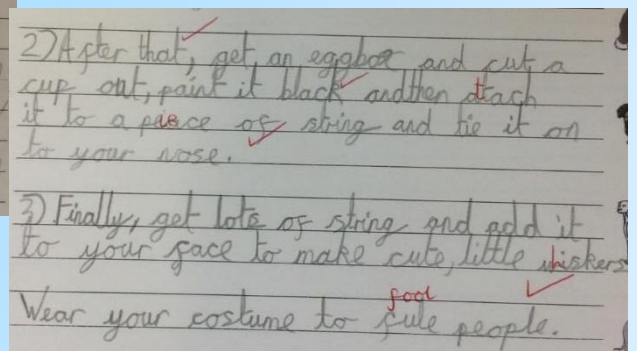 2) After that, get an eggbox and cut a
cup out, paint it black and then attach
it to a piece of string and tie it on
to your nose.
3) Finally, get lots of string and add it
to your face to make cute, little whiskers
fool
Wear your costume to fule people.